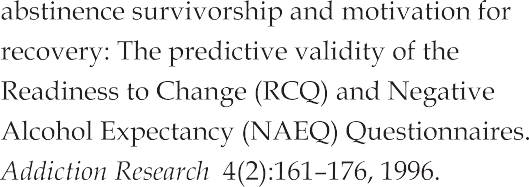 abstinence survivorship and motivation for
recovery: The predictive validity of the
Readiness to Change (RCQ) and Negative
Alcohol Expectancy (NAEQ) Questionnaires.
Addiction Research 4(2):161–176, 1996.